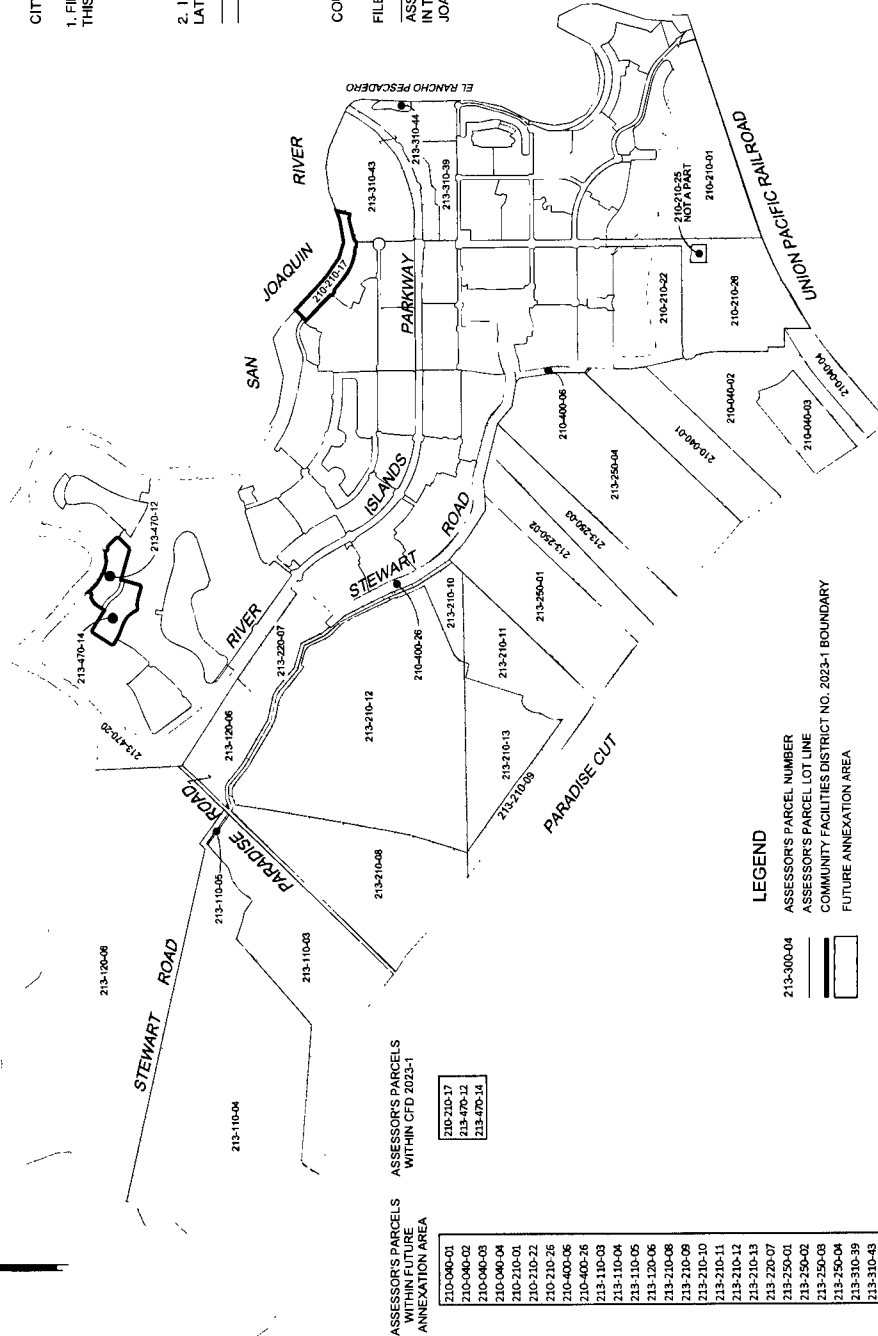 CIT
1. FII
THIS
2. I
LAT
COU
FILE
ASS
IN T
JOA
EL RANCHO PESCADERO
RIVER
213-310-44
213-310-43
213-310-39
JOAQUIN
210-210-17
SAN
PARKWAY
210-210-25
NOT A PART
210-210-01
210-210-22
210-210-26
UNION PACIFIC RAILROAD
213-470-12
213-470-14
ISLANDS
RIVER
STEWART
ROAD
210-400-06
210-040-02
210-040-04
210-040-03
210-040-01
213-250-04
213-250-03
213-250-02
213-250-01
213-470-20
213-220-07
213-120-06
210-400-26
213-210-10
213-210-11
213-210-12
213-210-13
213-210-09
PARADISE CUT
PARADISE
ROAD
213-110-05
213-210-08
STEWART ROAD
213-120-06
213-110-03
213-110-04
LEGEND
213-300-04 ASSESSOR'S PARCEL NUMBER
ASSESSOR'S PARCEL LOT LINE
COMMUNITY FACILITIES DISTRICT NO. 2023-1 BOUNDARY
FUTURE ANNEXATION AREA
ASSESSOR'S PARCELS
WITHIN CFD 2023-1
210-210-17
213-470-12
213-470-14
ASSESSOR'S PARCELS
WITHIN FUTURE
ANNEXATION AREA
210-040-01
210-040-02
210-040-03
210-040-04
210-210-01
210-210-22
210-210-26
210-400-06
210-400-26
213-110-03
213-110-04
213-110-05
213-120-06
213-210-08
213-210-09
213-210-10
213-210-11
213-210-12
213-210-13
213-220-07
213-250-01
213-250-02
213-250-03
213-250-04
213-310-39
213-310-43